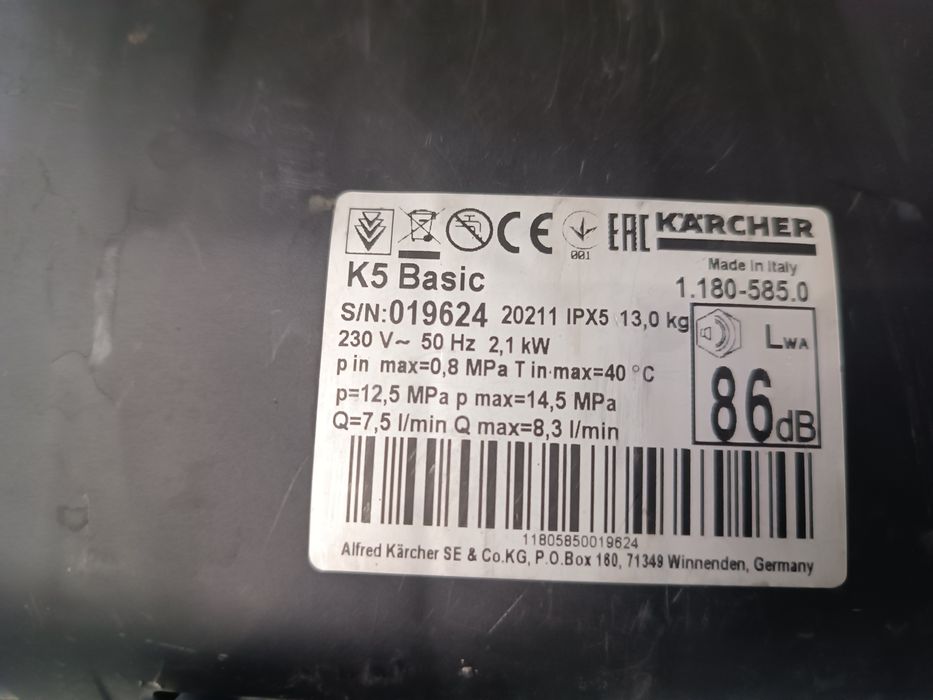 001
CE EAC KÄRCHER
Made in Italy
K5 Basic
1.180-585.0
S/N:019624 20211 IPX5 13,0 kg
230 V~ 50 Hz 2,1 kW
p in max=0,8 MPa T in·max=40 °C
p=12,5 MPa p max=14,5 MPa
Q=7,5 l/min Q max=8,3 l/min
LWA
86dB
11805850019624
Alfred Kärcher SE & Co.KG, P.O.Box 160, 71349 Winnenden, Germany